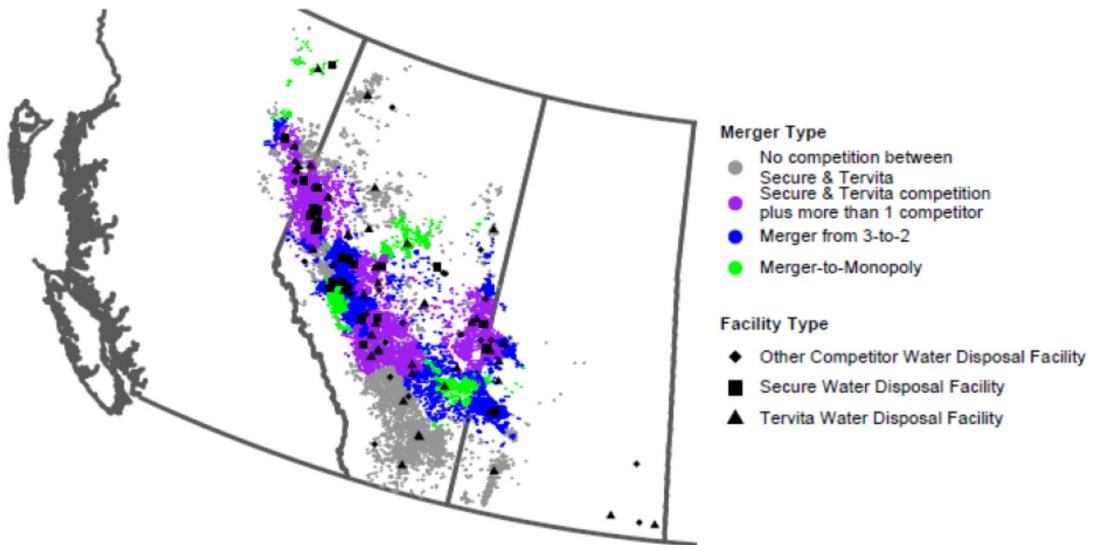 Merger Type
No competition between
Secure & Tervita
Secure & Tervita competition
plus more than 1 competitor
Merger from 3-to-2
Merger-to-Monopoly
Facility Type
Other Competitor Water Disposal Facility
Secure Water Disposal Facility
Tervita Water Disposal Facility